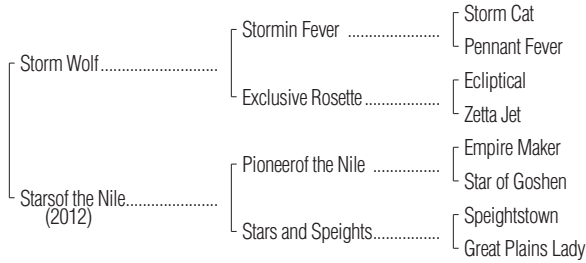 Storm Cat
Stormin Fever ....................
Pennant Fever
Storm Wolf.........................
Ecliptical
Exclusive Rosette ................
Zetta Jet
Empire Maker
Pioneerof the Nile ..............
Star of Goshen
Starsof the Nile....................
(2012)
Speightstown
Stars and Speights..............
Great Plains Lady